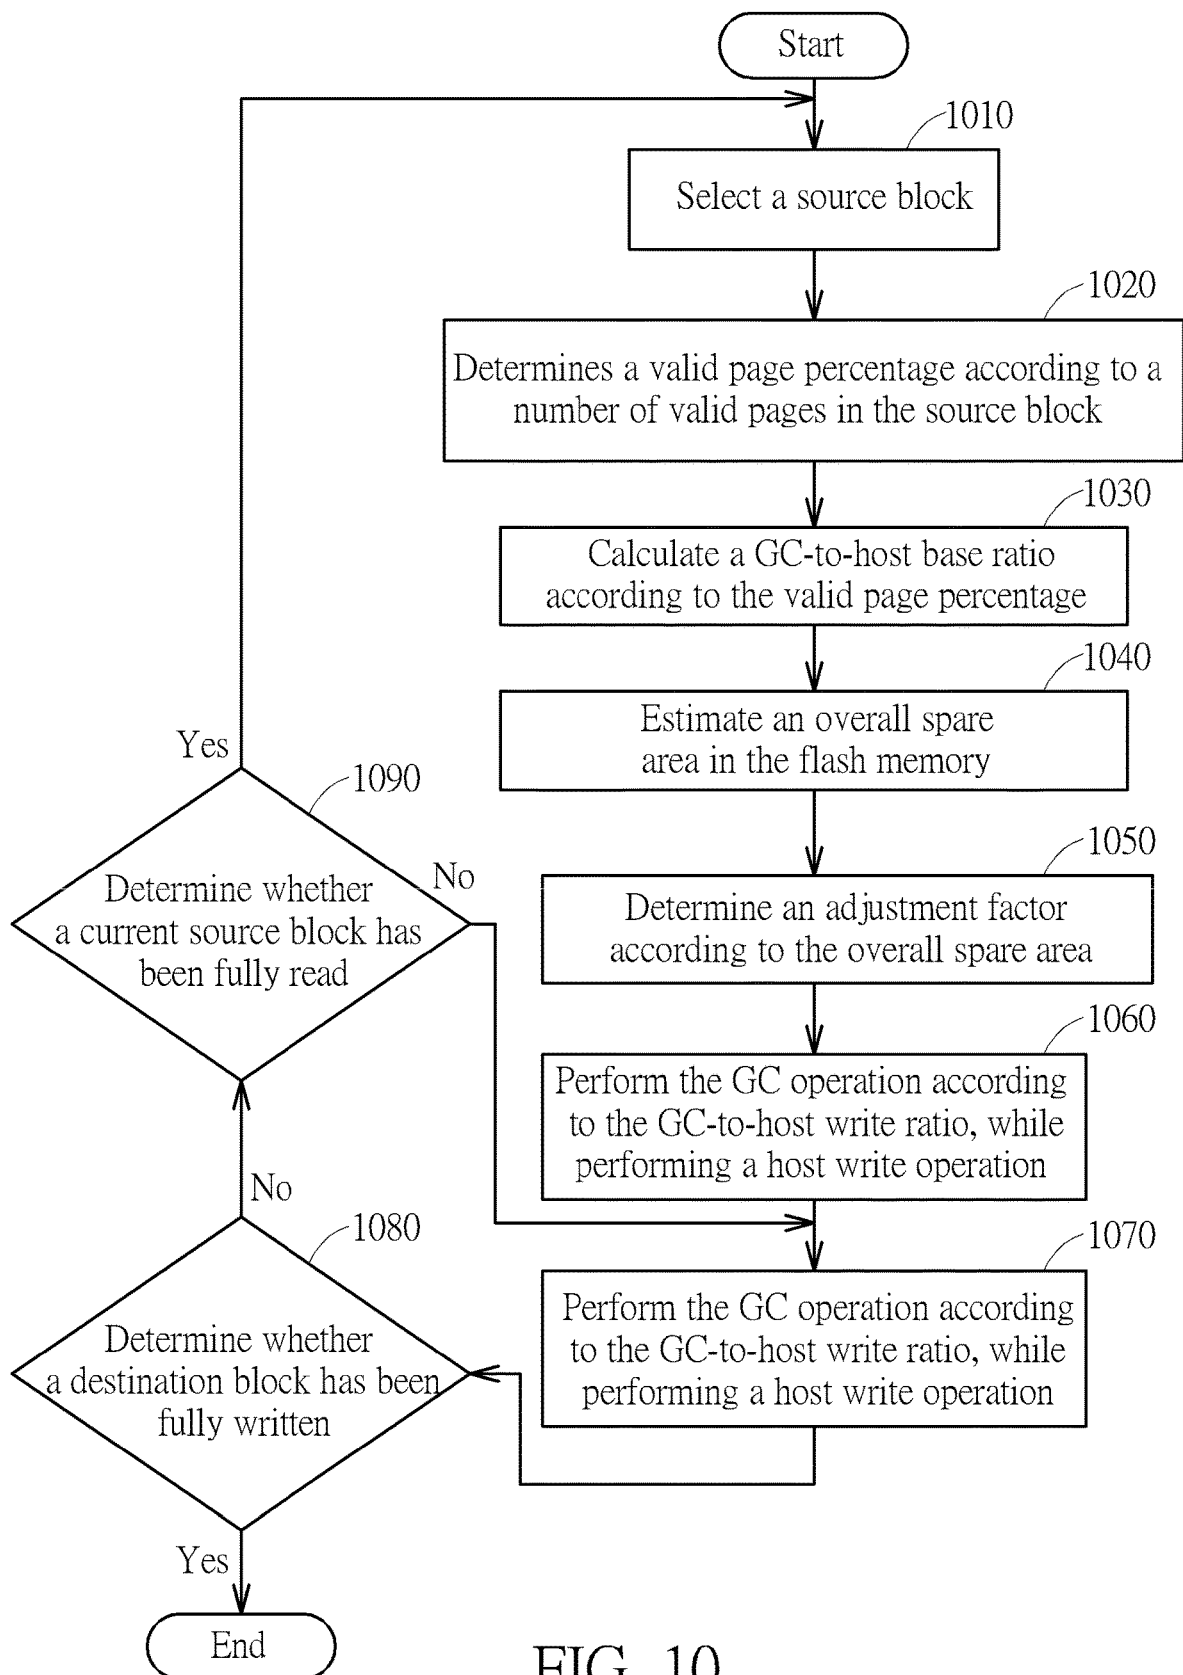 Start
1010
Select a source block
1020
Determines a valid page percentage according to a
number of valid pages in the source block
1030
Calculate a GC-to-host base ratio
according to the valid page percentage
1040
Estimate an overall spare
area in the flash memory
1050
Determine an adjustment factor
according to the overall spare area
1060
Perform the GC operation according
to the GC-to-host write ratio, while
performing a host write operation
1070
Perform the GC operation according
to the GC-to-host write ratio, while
performing a host write operation
Yes
1090
Determine whether
a current source block has
been fully read
No
No
1080
Determine whether
a destination block has been
fully written
Yes
End
FIG. 10